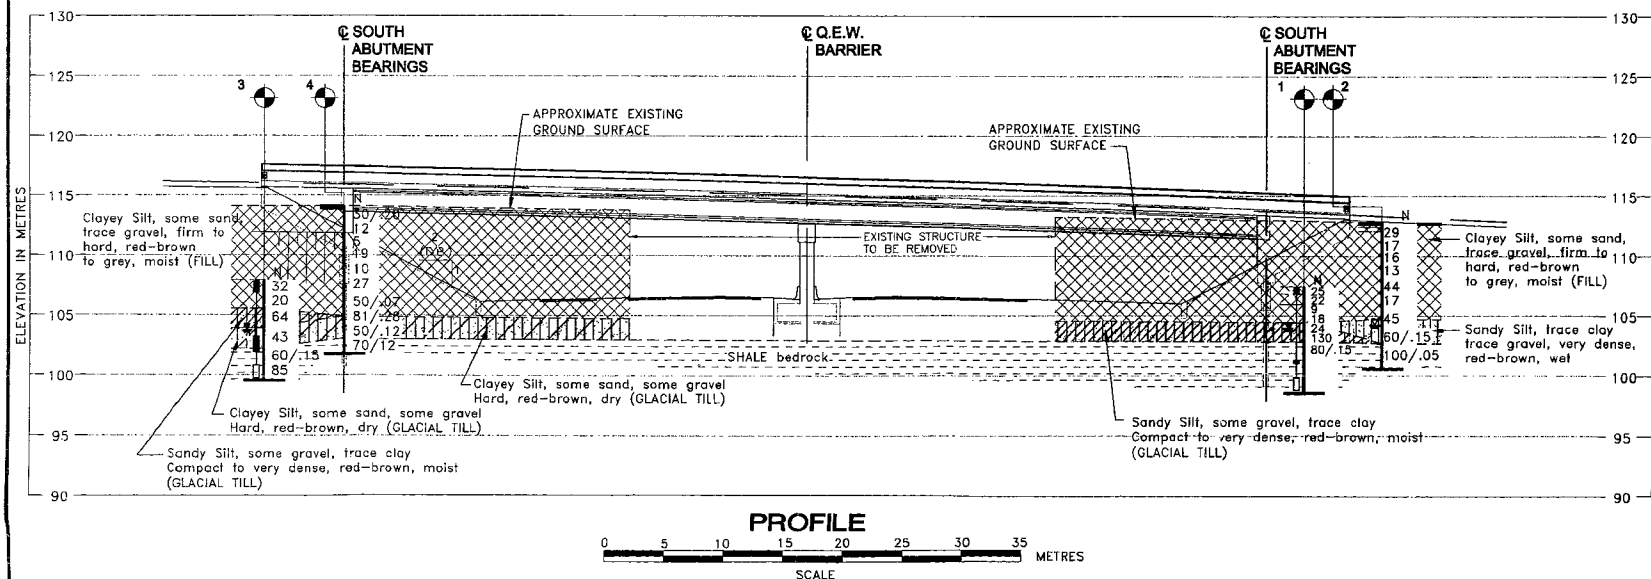 130
125
120
115
110
105
100
95
90
ELEVATION IN METRES
℄ SOUTH
ABUTMENT
BEARINGS
℄ Q.E.W.
BARRIER
℄ SOUTH
ABUTMENT
BEARINGS
3
4
1
2
APPROXIMATE EXISTING
GROUND SURFACE
APPROXIMATE EXISTING
GROUND SURFACE
Clayey Silt, some sand,
trace gravel, firm to
hard, red-brown
to grey, moist (FILL)
N
32
20
64
43
60/.15
85
N
30/.20
12
6
19
10
27
50/.07
81/.28
50/.12
70/12
EXISTING STRUCTURE
TO BE REMOVED
SHALE bedrock
N
25
22
9
18
24
130
80/.15
N
29
17
16
13
44
17
45
60/.15
100/.05
Clayey Silt, some sand,
trace gravel, firm to
hard, red-brown
to grey, moist (FILL)
Sandy Silt, trace clay
trace gravel, very dense,
red-brown, wet
Clayey Silt, some sand, some gravel
Hard, red-brown, dry (GLACIAL TILL)
Clayey Silt, some sand, some gravel
Hard, red-brown, dry (GLACIAL TILL)
Sandy Silt, some gravel, trace clay
Compact to very dense, red-brown, moist
(GLACIAL TILL)
Sandy Silt, some gravel, trace clay
Compact to very dense, red-brown, moist
(GLACIAL TILL)
130
125
120
115
110
105
100
95
90
PROFILE
0 5 10 15 20 25 30 35
METRES
SCALE